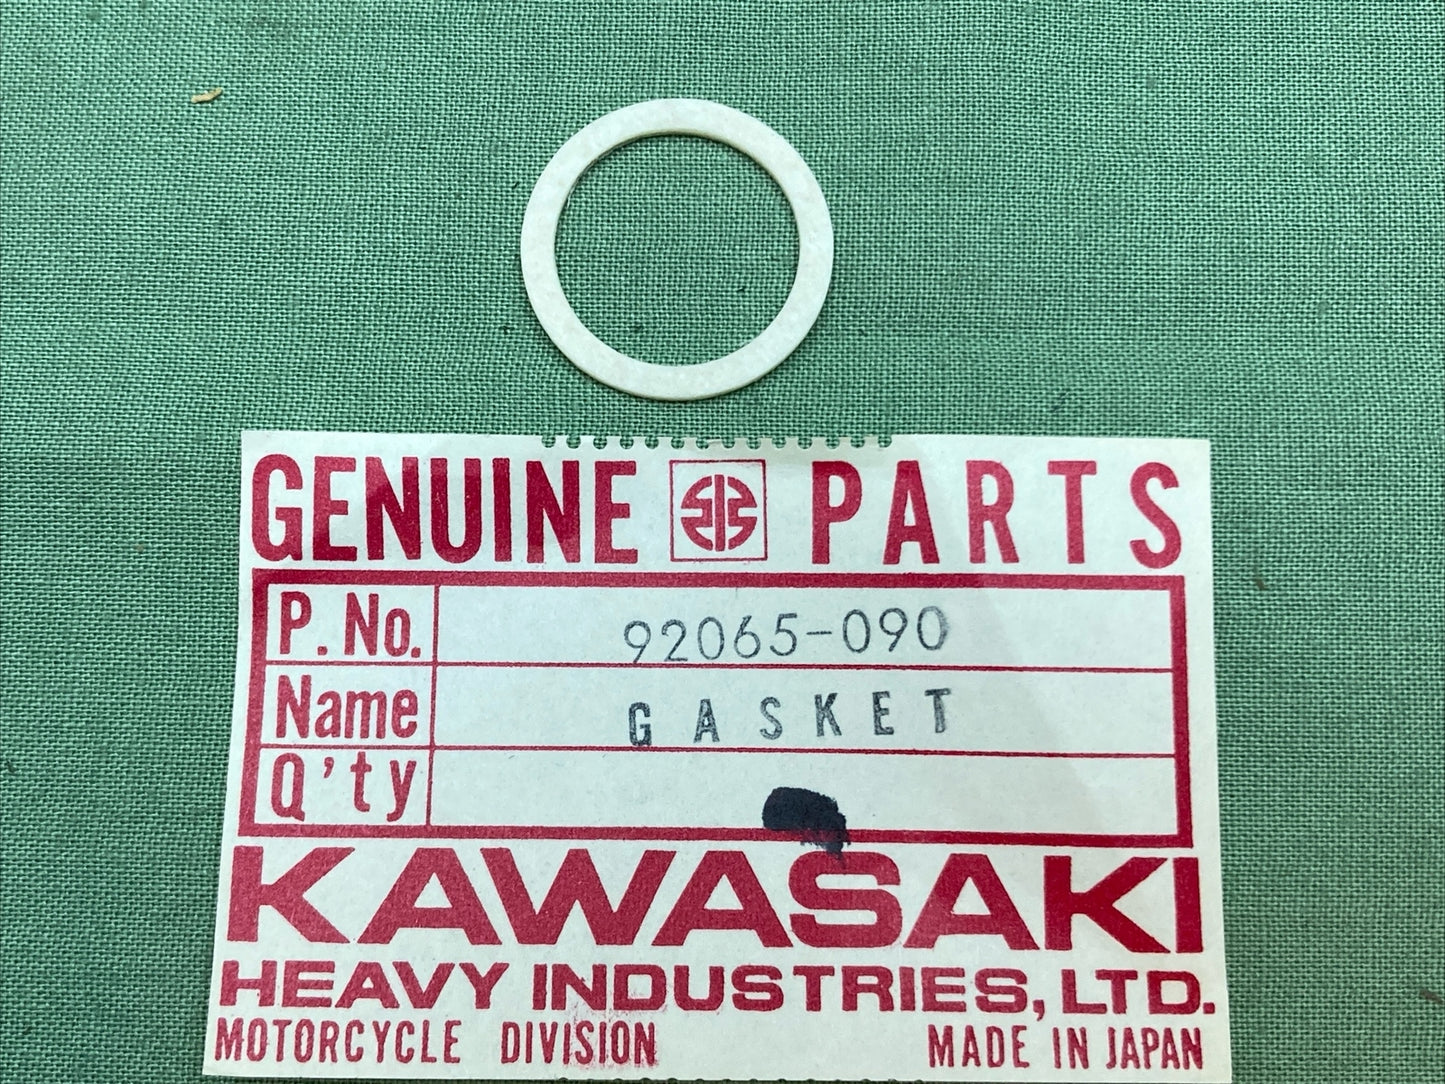 GENUINE PARTS
P. No. 92065-090
Name GASKET
Q'ty
KAWASAKI
HEAVY INDUSTRIES, LTD.
MOTORCYCLE DIVISION MADE IN JAPAN